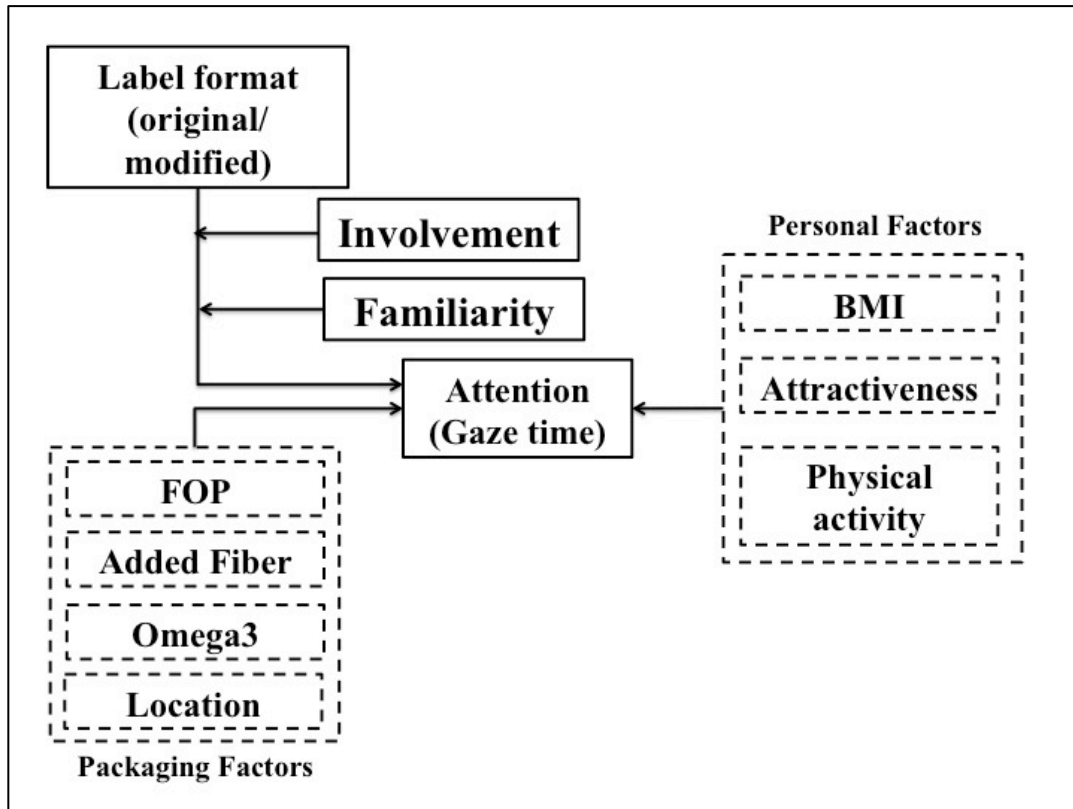 Label format
(original/
modified)
Involvement
Familiarity
Attention
(Gaze time)
Personal Factors
BMI
Attractiveness
Physical
activity
FOP
Added Fiber
Omega3
Location
Packaging Factors